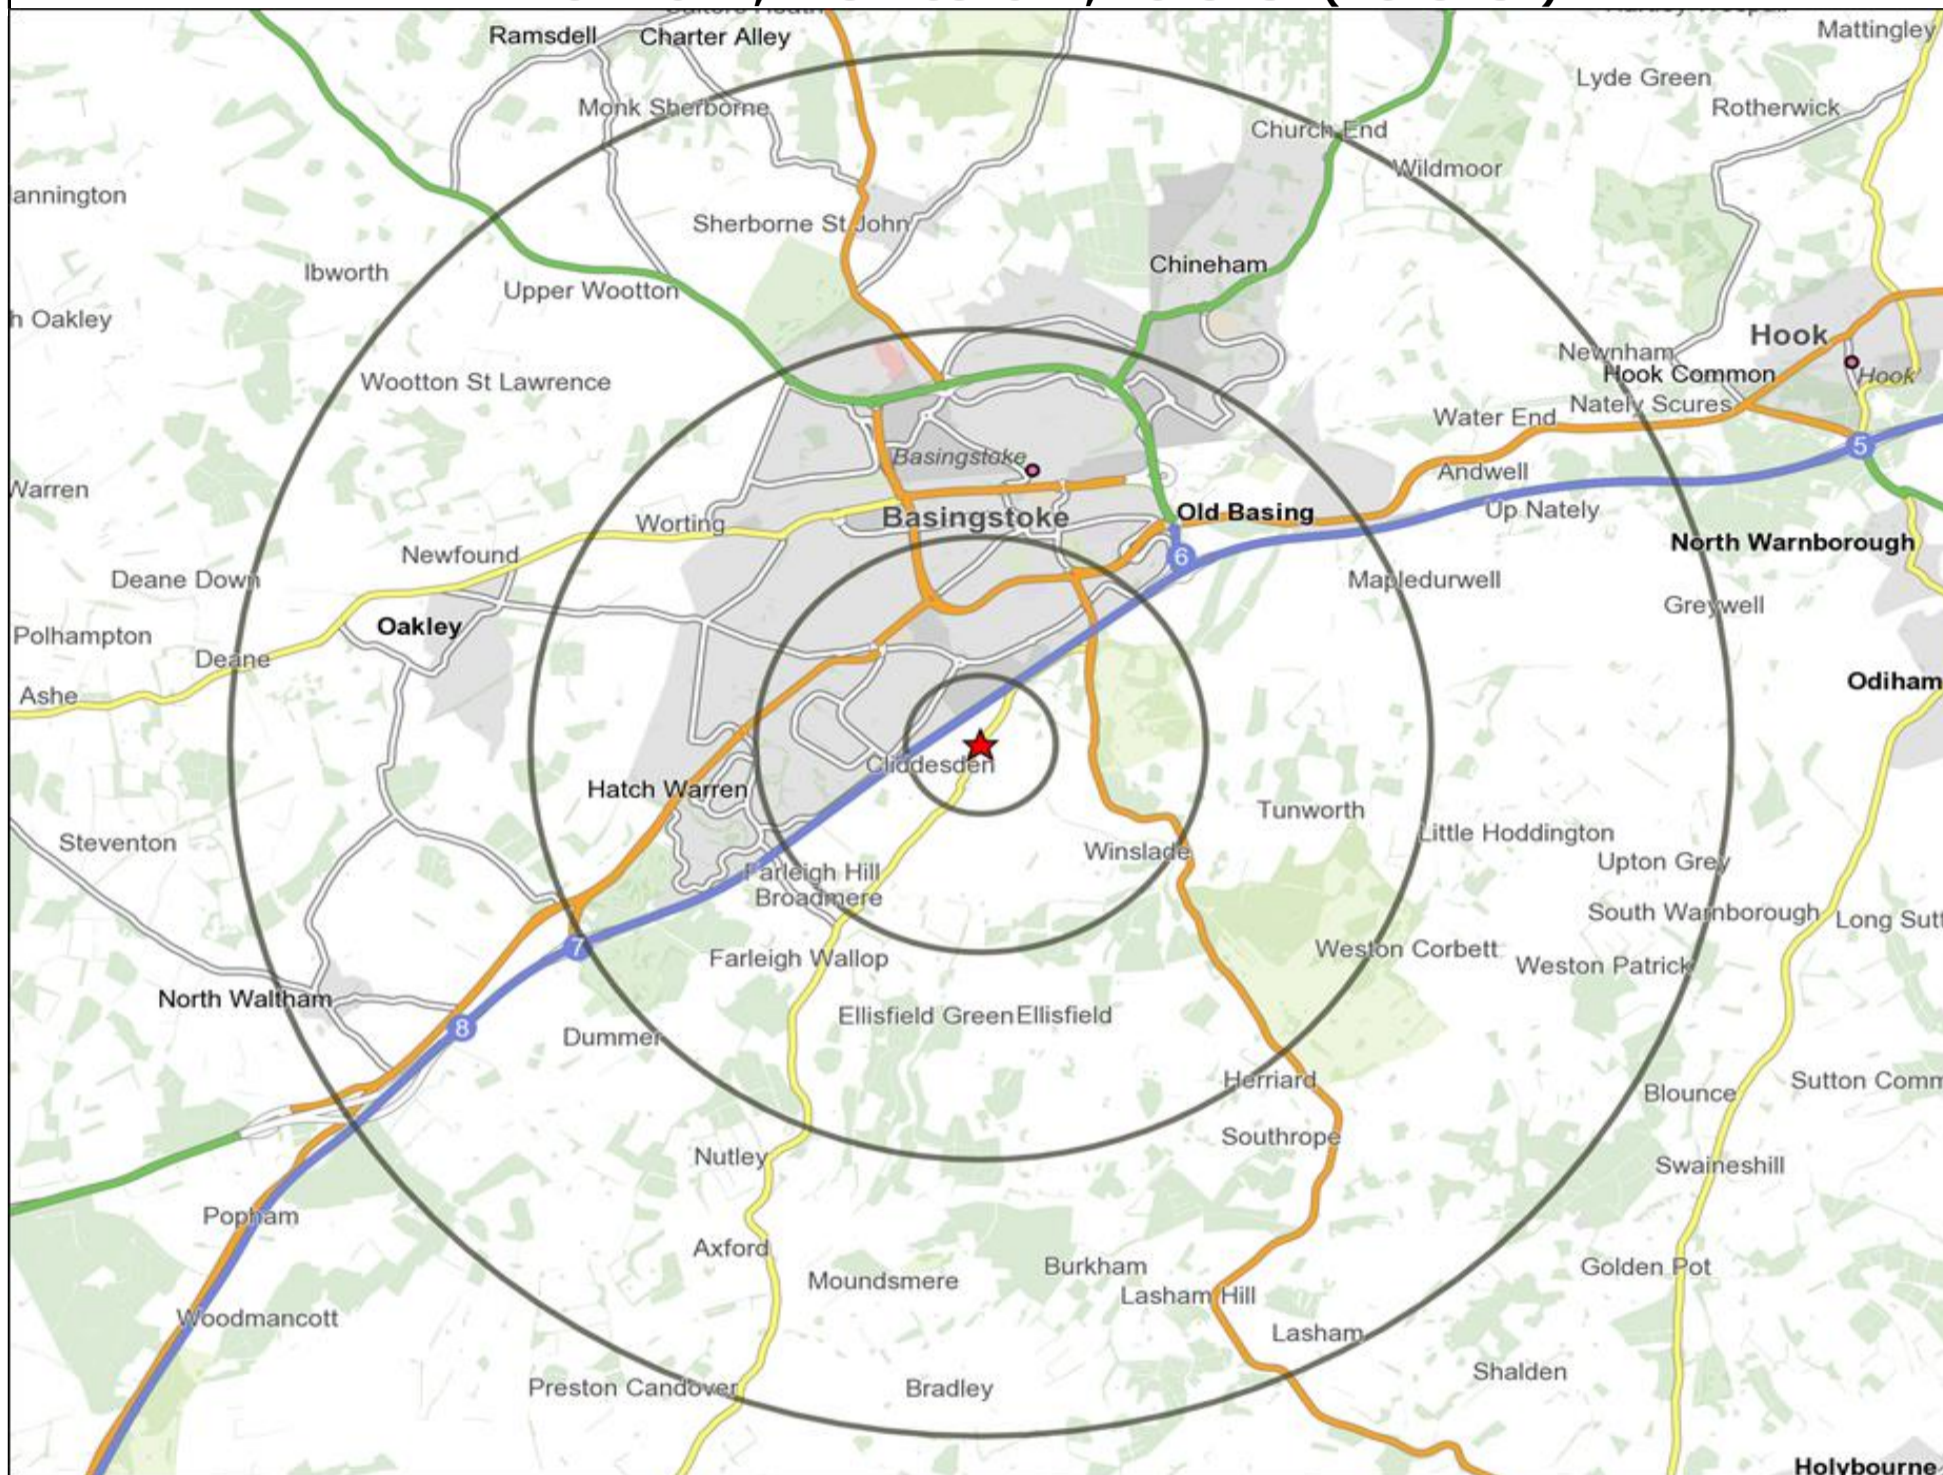 Ramsdell
Charter Alley
Mattingley
Lyde Green
Monk Sherborne
Rotherwick
Church End
Wildmoor
annington
Sherborne St John
Chineham
Ibworth
Upper Wootton
h Oakley
Hook
Newnham
Hook Common
Hook
Wootton St Lawrence
Nately Scures
Water End
5
Basingstoke
Andwell
Warren
Up Nately
Old Basing
Basingstoke
Worting
North Warnborough
Newfound
6
Deane Down
Mapledurwell
Greywell
Oakley
Polhampton
Deane
Odiham
Ashe
Cliddesden
Hatch Warren
Tunworth
Little Hoddington
Steventon
Winslade
Upton Grey
Farleigh Hill
Broadmere
South Warnborough
Long Sutt
7
Weston Corbett
Farleigh Wallop
Weston Patrick
North Waltham
Ellisfield Green
Ellisfield
8
Dummer
Herriard
Sutton Comm
Blounce
Southrope
Nutley
Swaineshill
Popham
Axford
Burkham
Golden Pot
Moundsmere
Lasham Hill
Woodmancott
Lasham
Shalden
Preston Candover
Bradley
Holybourne